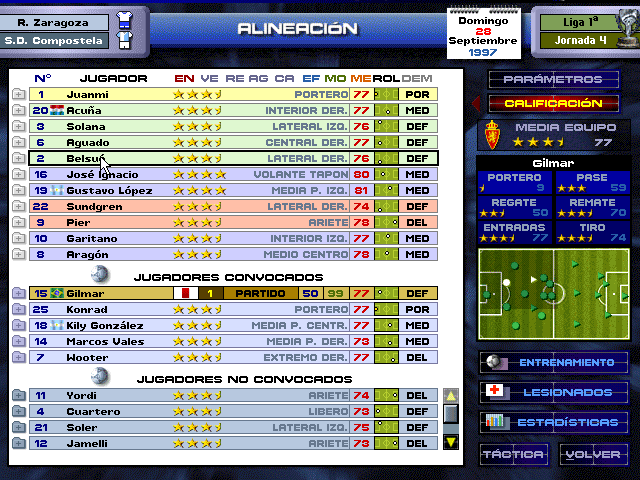 R. Zaragoza
S.D. Compostela
ALINEACIÓN
Domingo
28
Septiembre
1997
Liga 1ª
Jornada 4
Nº JUGADOR EN VE RE AG CA EF MO ME ROL DEM
1 Juanmi PORTERO 77 POR
20 Acuña INTERIOR DER. 77 MED
3 Solana LATERAL IZQ. 76 DEF
6 Aguado CENTRAL DER. 77 DEF
2 Belsué LATERAL DER. 76 DEF
16 José Ignacio VOLANTE TAPON 80 MED
19 Gustavo López MEDIA P. IZQ. 81 MED
22 Sundgren LATERAL DER. 74 DEF
9 Pier ARIETE 78 DEL
10 Garitano INTERIOR IZQ. 77 MED
8 Aragón MEDIO CENTRO 78 MED
JUGADORES CONVOCADOS
15 Gilmar 1 PARTIDO 50 99 77 DEF
25 Konrad PORTERO 77 POR
18 Kily González MEDIA P. CENTR. 77 MED
14 Marcos Vales MEDIA P. DER. 73 MED
7 Wooter EXTREMO DER. 77 DEL
JUGADORES NO CONVOCADOS
11 Yordi ARIETE 74 DEL
4 Cuartero LIBERO 73 DEF
21 Soler LATERAL IZQ. 75 DEF
12 Jamelli ARIETE 73 DEL
PARÁMETROS
CALIFICACIÓN
MEDIA EQUIPO
77
Gilmar
PORTERO 9 PASE 59
REGATE 50 REMATE 70
ENTRADAS 77 TIRO 74
ENTRENAMIENTO
LESIONADOS
ESTADÍSTICAS
TÁCTICA VOLVER